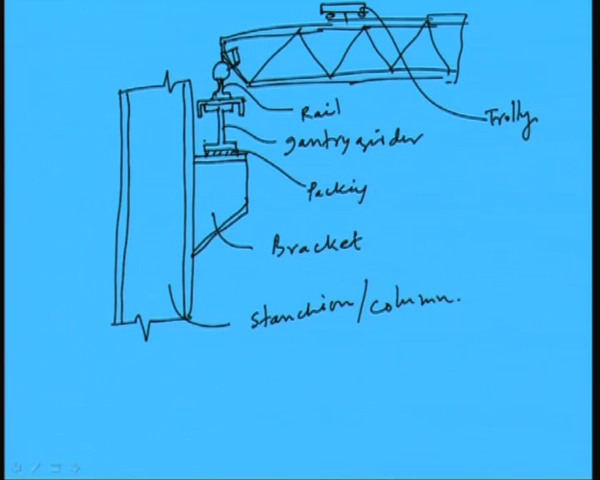 Trolly
Rail
gantry girder
Packing
Bracket
stanchion/column.